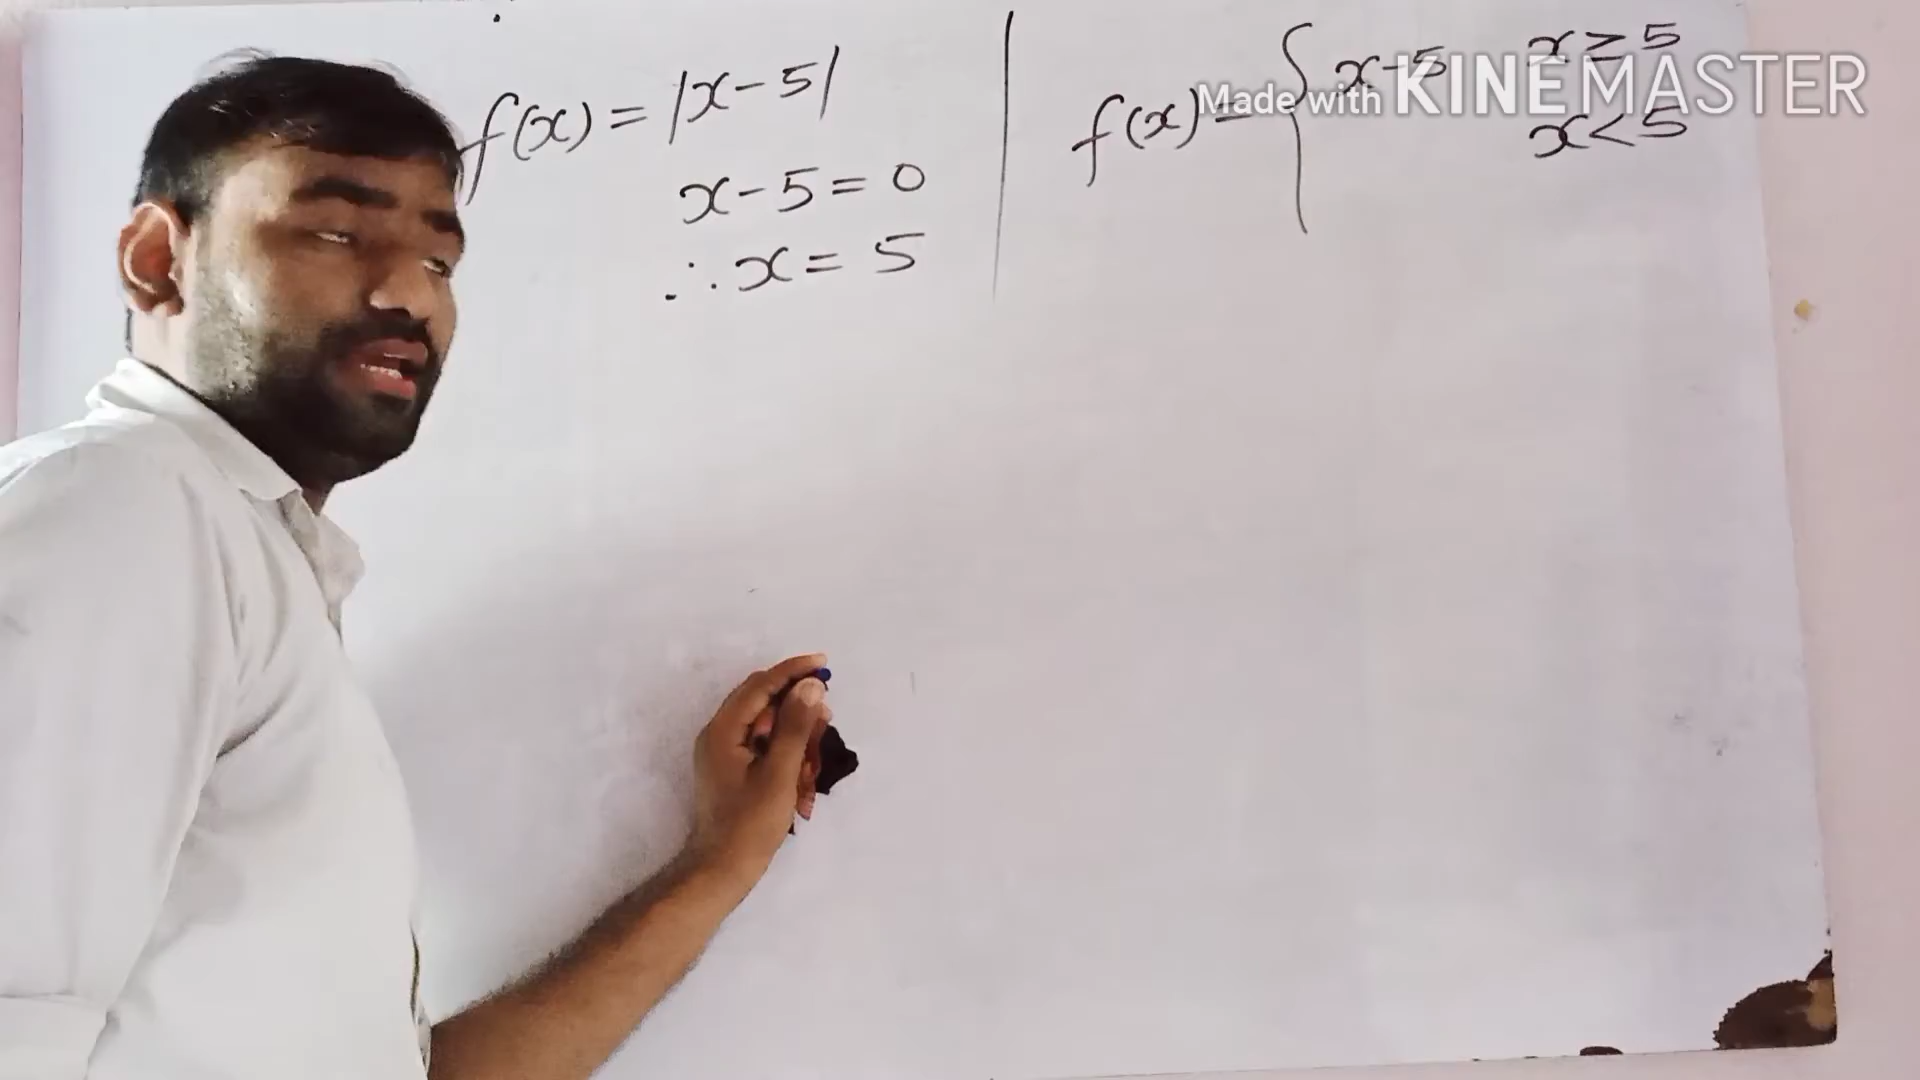 f(x) = |x-5|
x-5 = 0
∴ x = 5
f(x) = { x-5 x ≥ 5
x < 5
Made with KINEMASTER